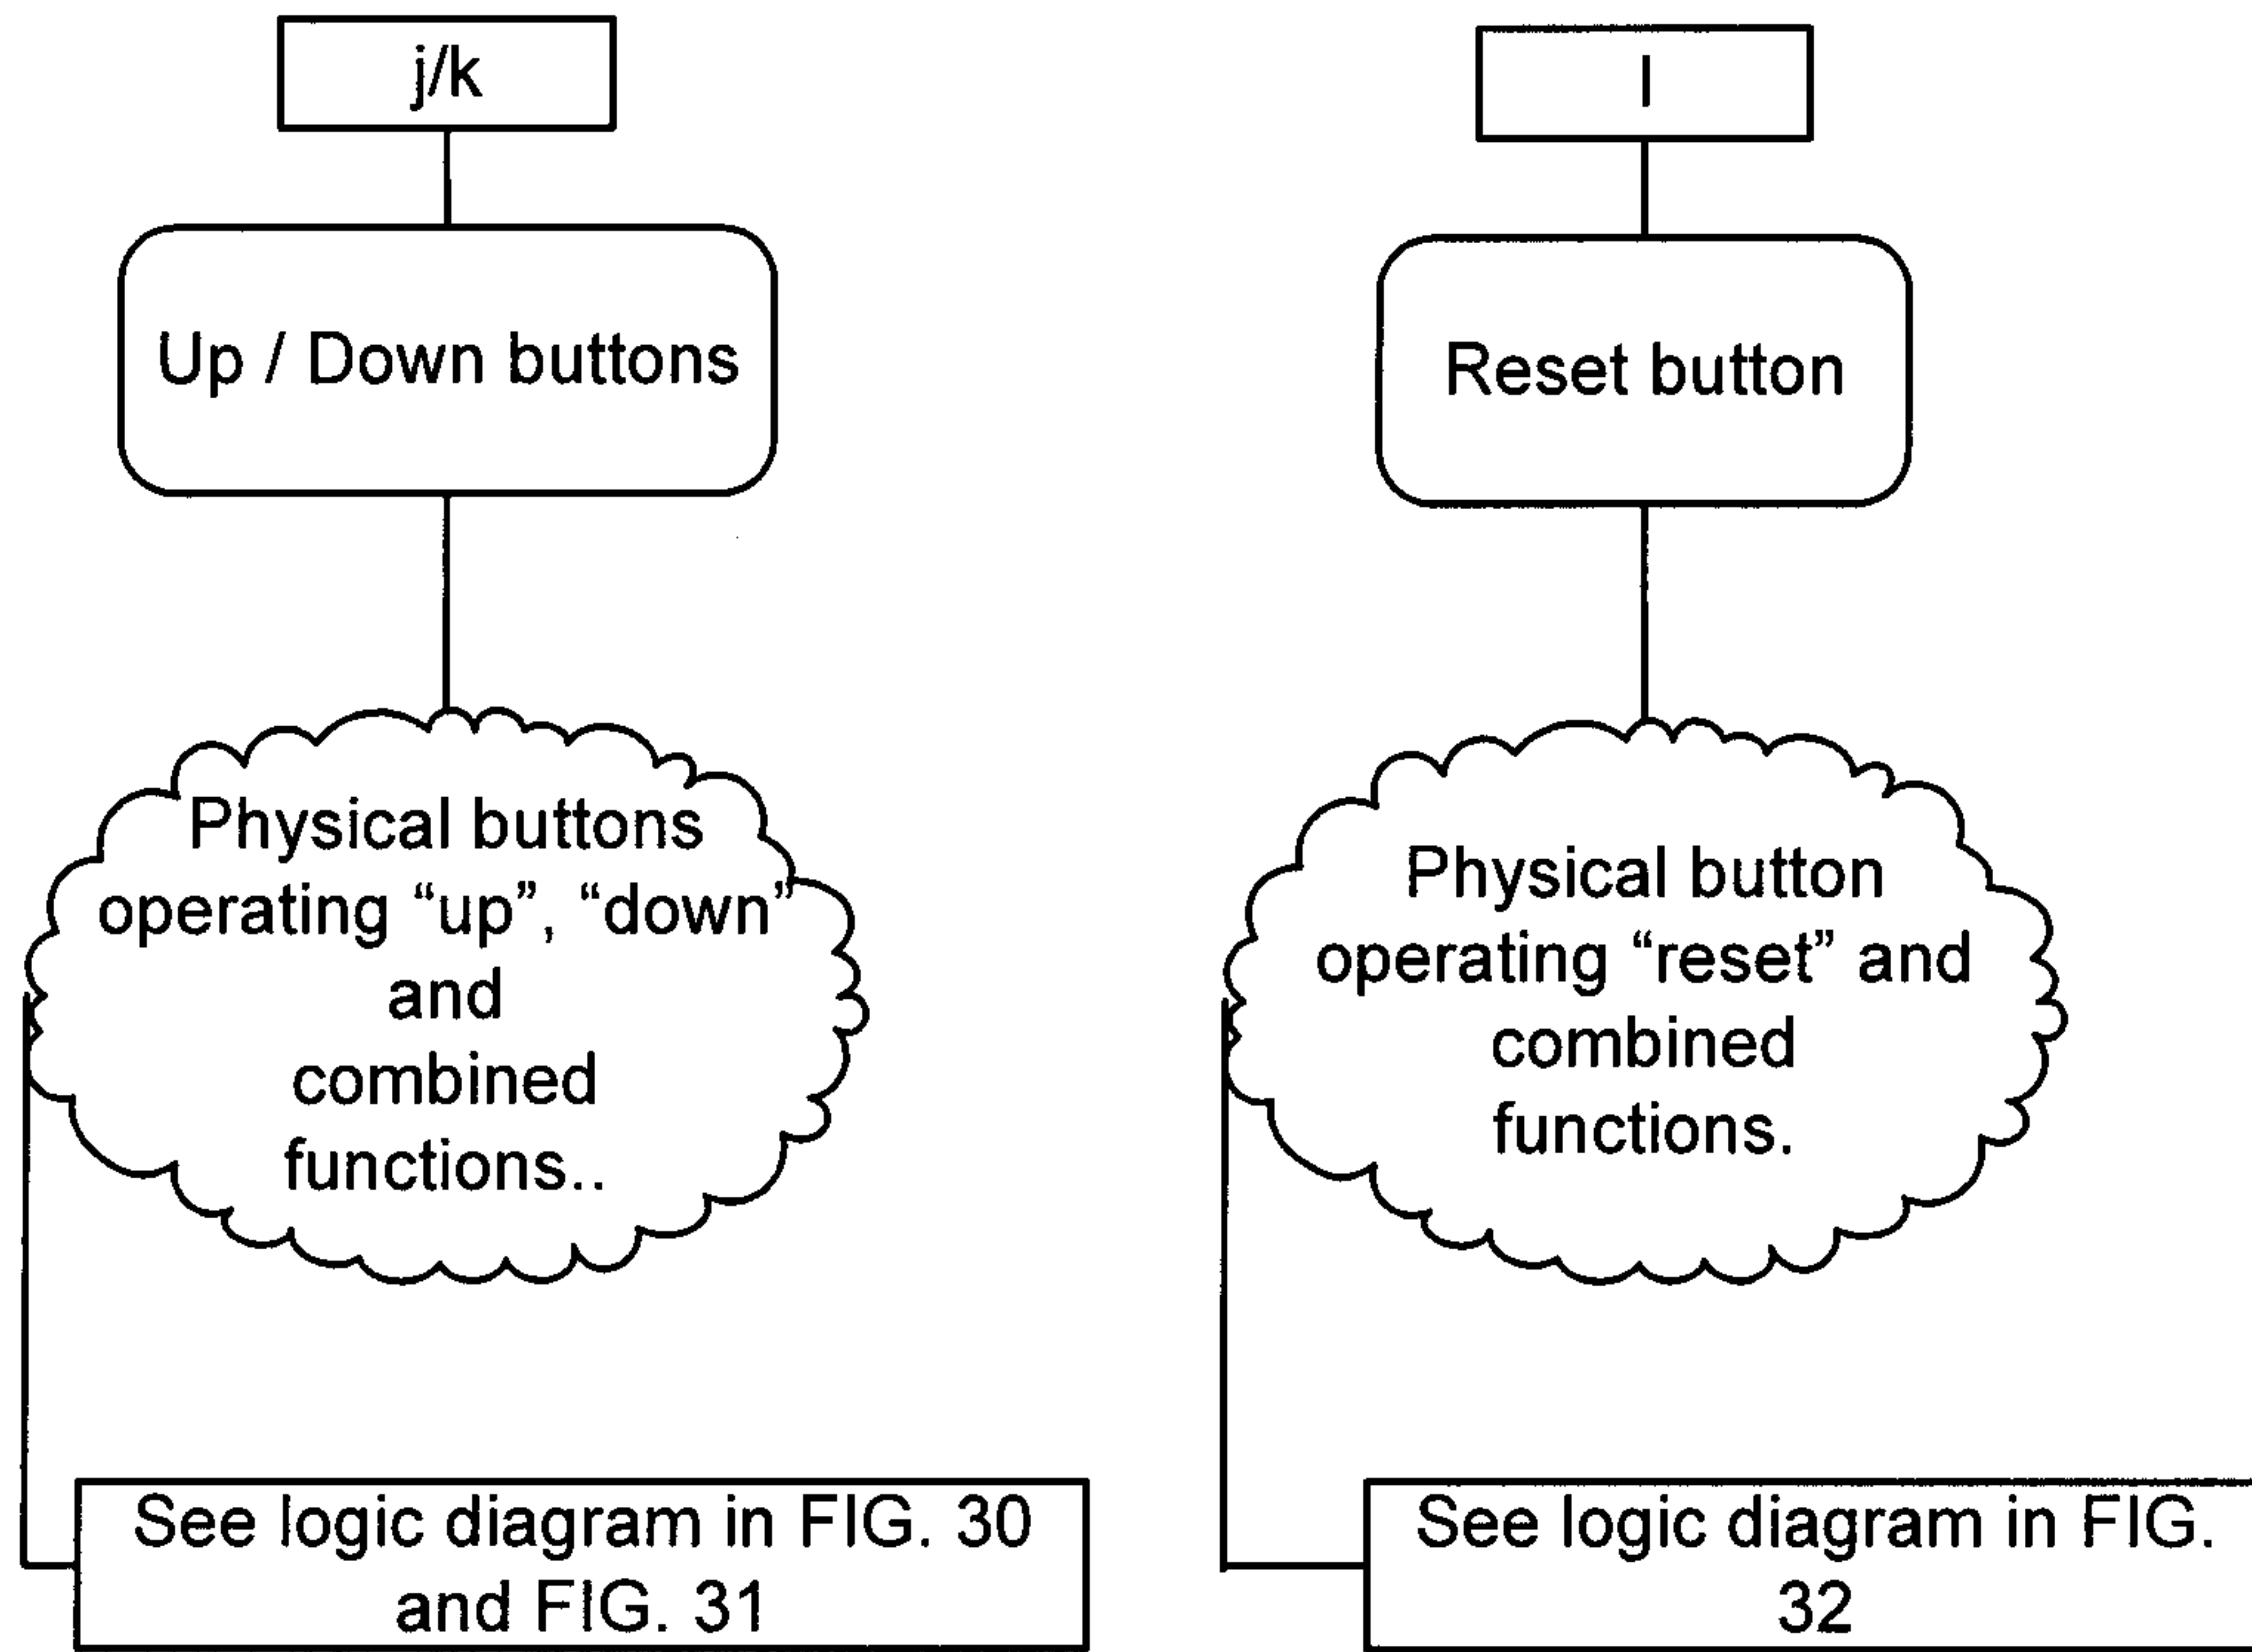 j/k
Up / Down buttons
Physical buttons
operating “up”, “down”
and
combined
functions..
See logic diagram in FIG. 30
and FIG. 31
l
Reset button
Physical button
operating “reset” and
combined
functions.
See logic diagram in FIG.
32